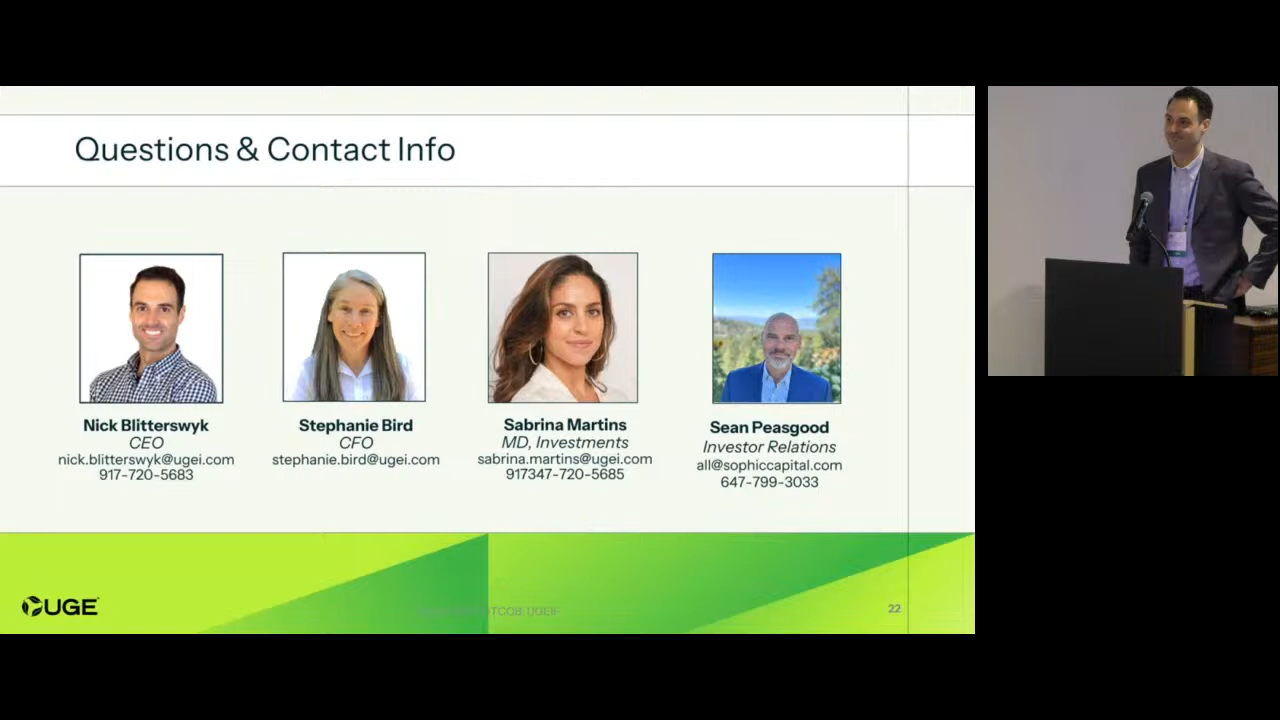 Questions & Contact Info
Nick Blitterswyk
CEO
nick.blitterswyk@ugei.com
917-720-5683
Stephanie Bird
CFO
stephanie.bird@ugei.com
Sabrina Martins
MD, Investments
sabrina.martins@ugei.com
917347-720-5685
Sean Peasgood
Investor Relations
all@sophiccapital.com
647-799-3033
UGE
UGEIF
22